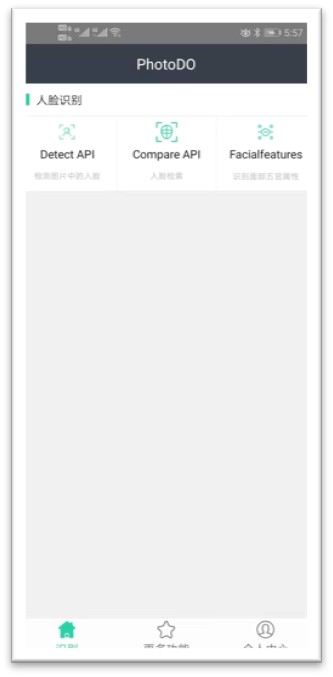 5:57
PhotoDO
人脸识别
Detect API
Compare API
Facialfeatures
检测图片中的人脸
人脸检索
识别面部五官属性
识别
更多功能
个人中心